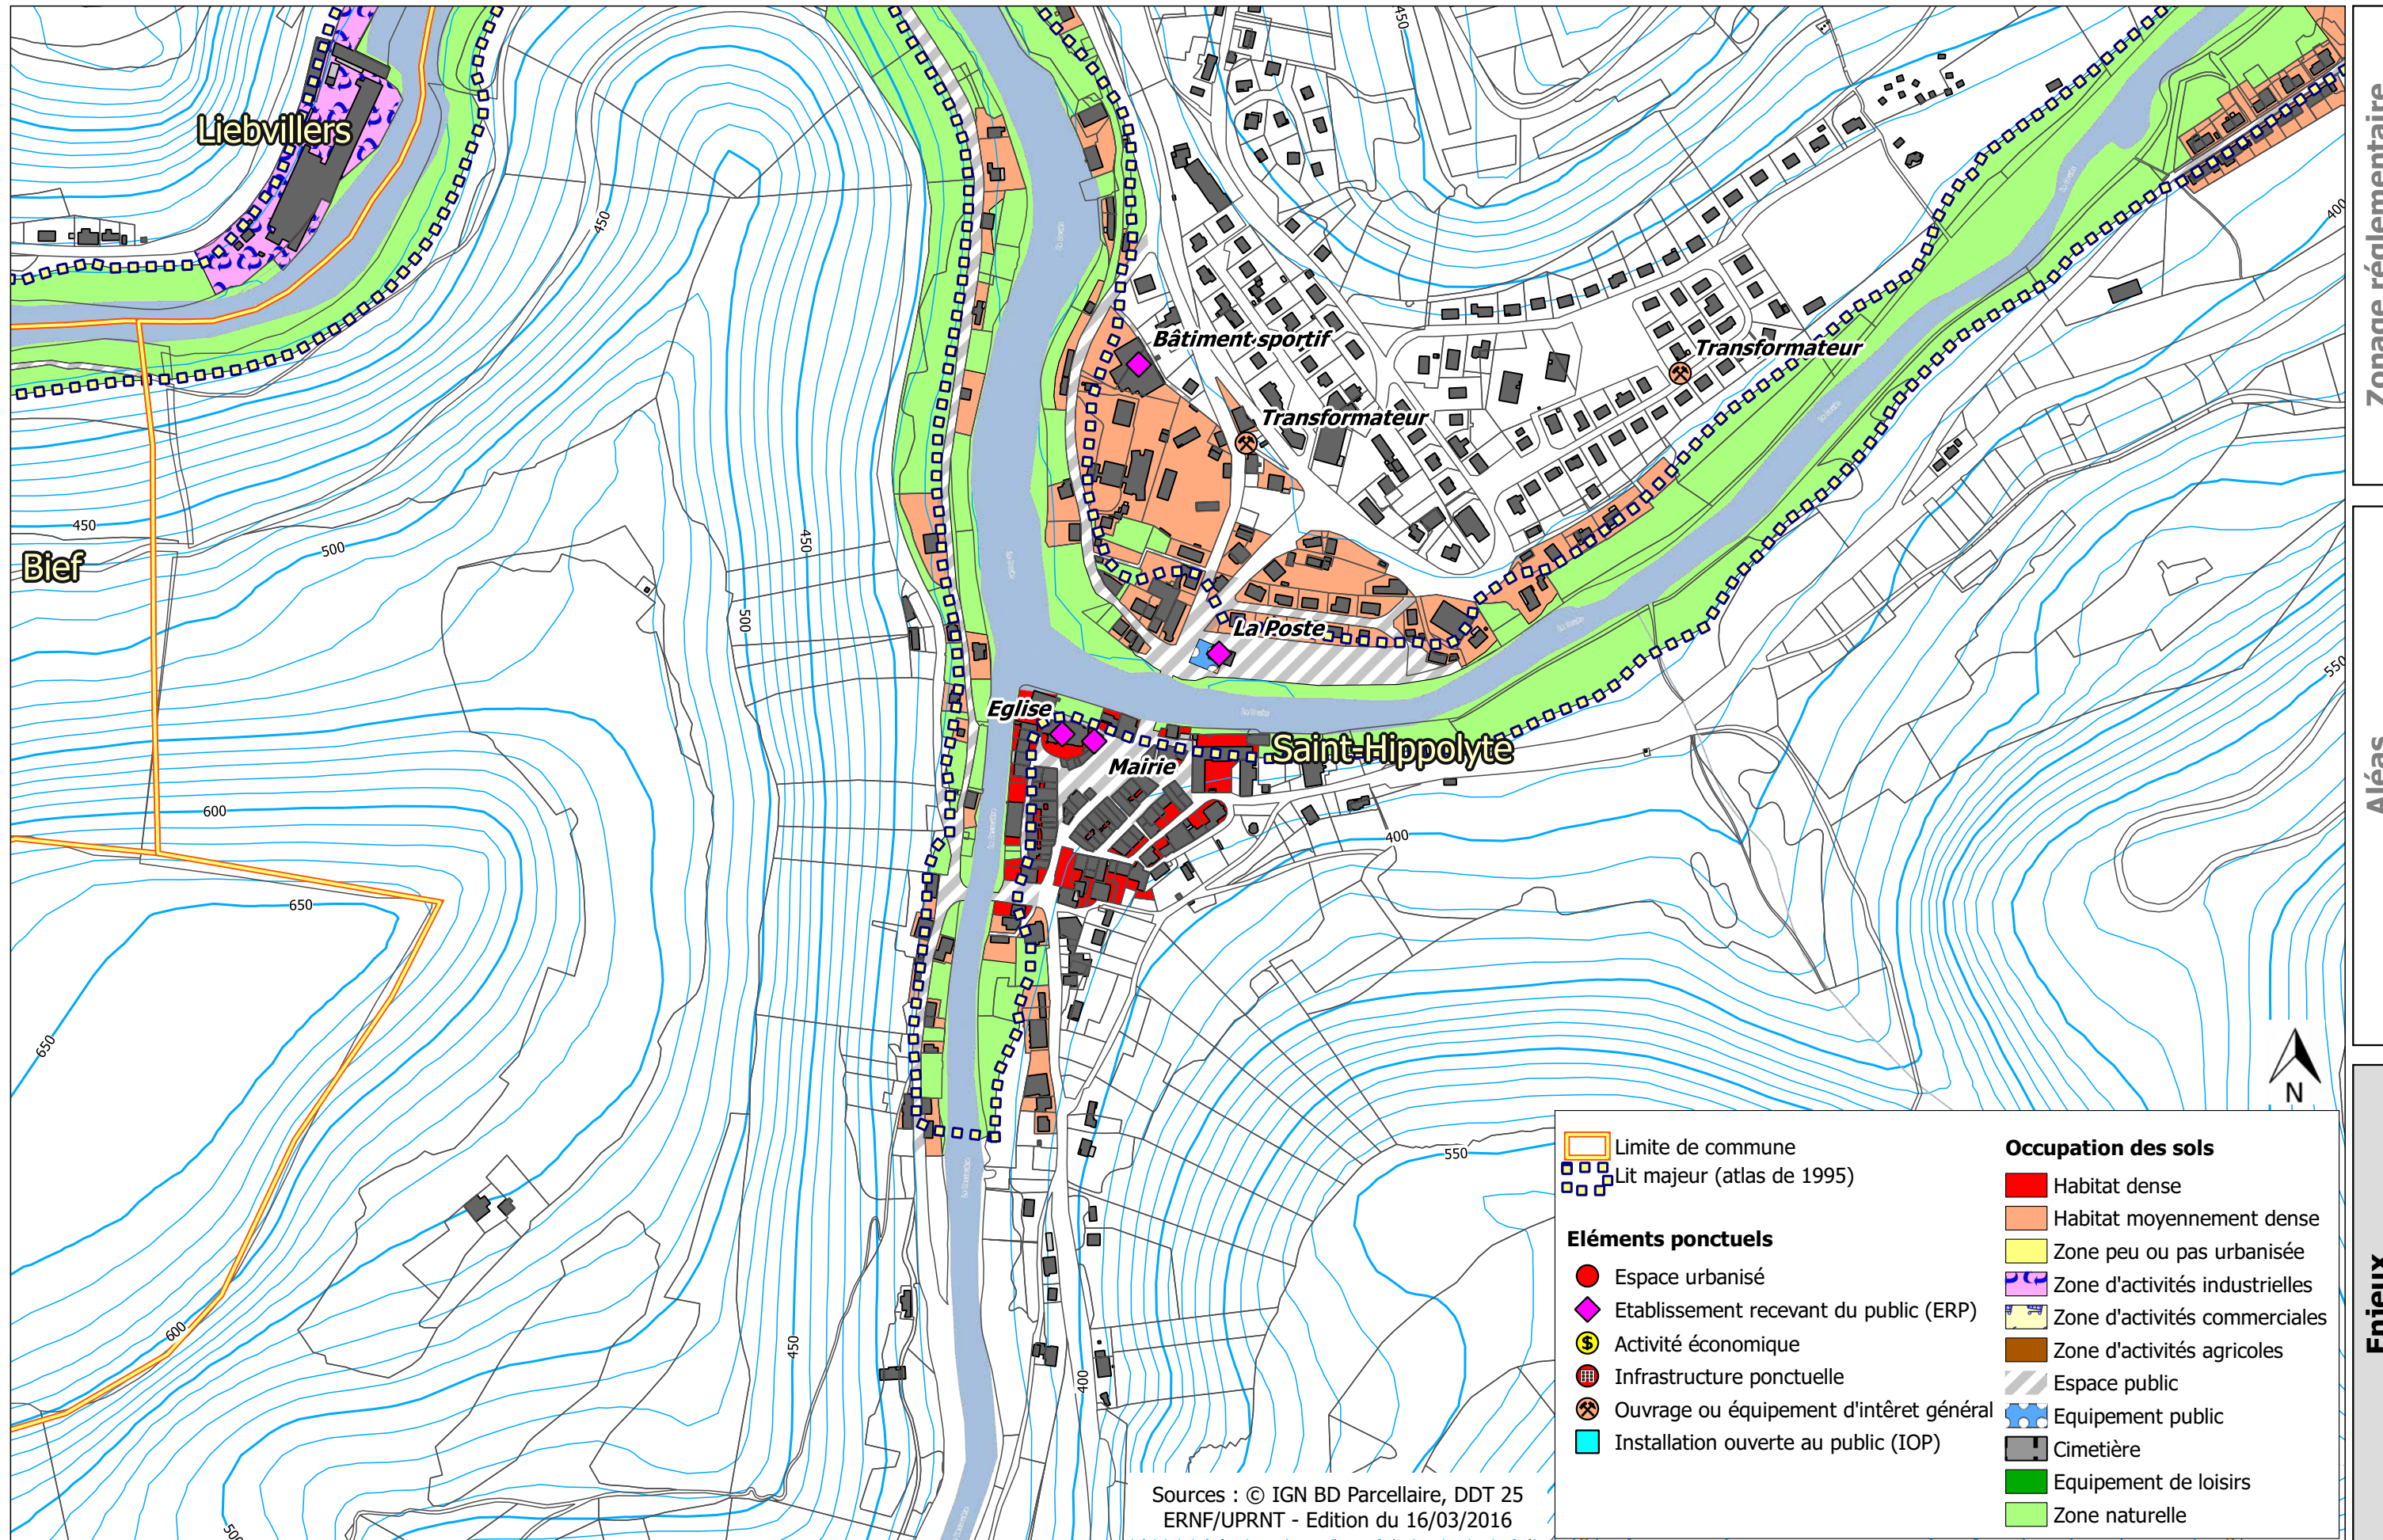 Liebvillers
Bief
Bâtiment sportif
Transformateur
Transformateur
La Poste
Eglise
Mairie
Saint-Hippolyte
450
450
450
500
450
500
600
650
650
600
500
450
400
400
550
550
400
Zonage réglementaire
Aléas
Enjeux
N
Limite de commune
Lit majeur (atlas de 1995)
Eléments ponctuels
Espace urbanisé
Etablissement recevant du public (ERP)
Activité économique
Infrastructure ponctuelle
Ouvrage ou équipement d'intêret général
Installation ouverte au public (IOP)
Occupation des sols
Habitat dense
Habitat moyennement dense
Zone peu ou pas urbanisée
Zone d'activités industrielles
Zone d'activités commerciales
Zone d'activités agricoles
Espace public
Equipement public
Cimetière
Equipement de loisirs
Zone naturelle
Sources : © IGN BD Parcellaire, DDT 25
ERNF/UPRNT - Edition du 16/03/2016